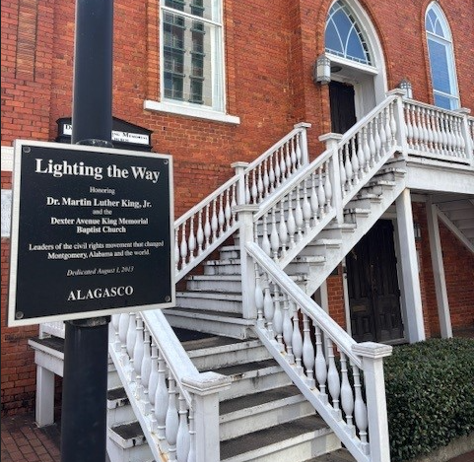 Lighting the Way
Honoring
Dr. Martin Luther King, Jr.
and the
Dexter Avenue King Memorial
Baptist Church
Leaders of the civil rights movement that changed
Montgomery, Alabama and the world.
Dedicated August 1, 2013
ALAGASCO